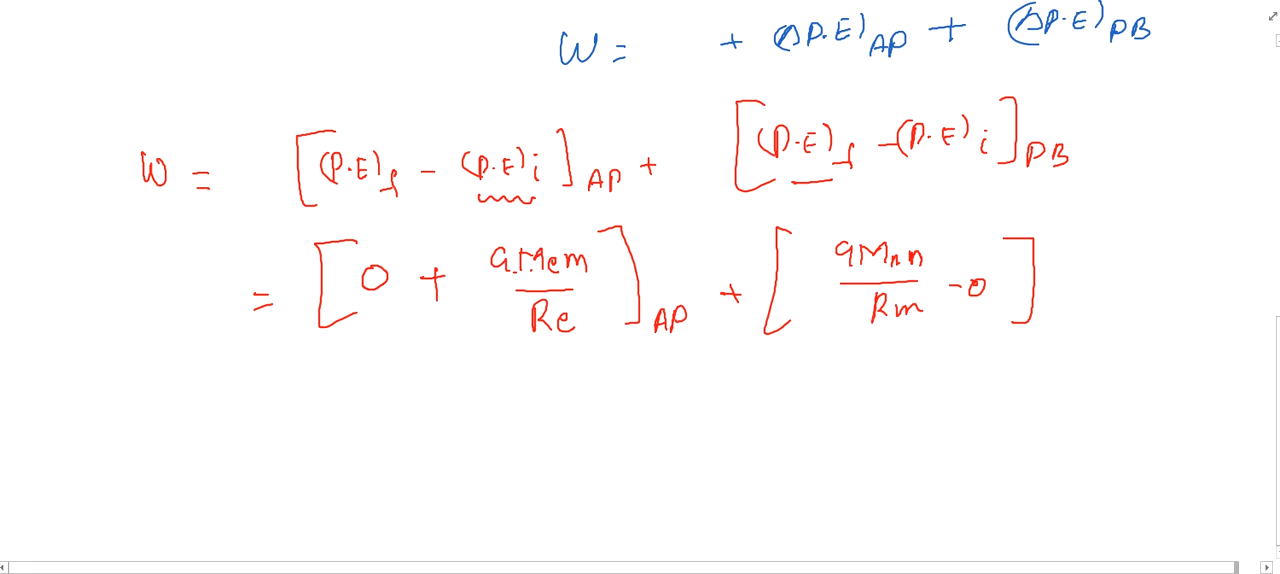 W = + (ΔP.E)AP + (ΔP.E)PB
W = [(P.E)f - (P.E)i]AP + [(P.E)f - (P.E)i]PB
= [0 + G.Mem/Re]AP + [GMmm/Rm - 0]